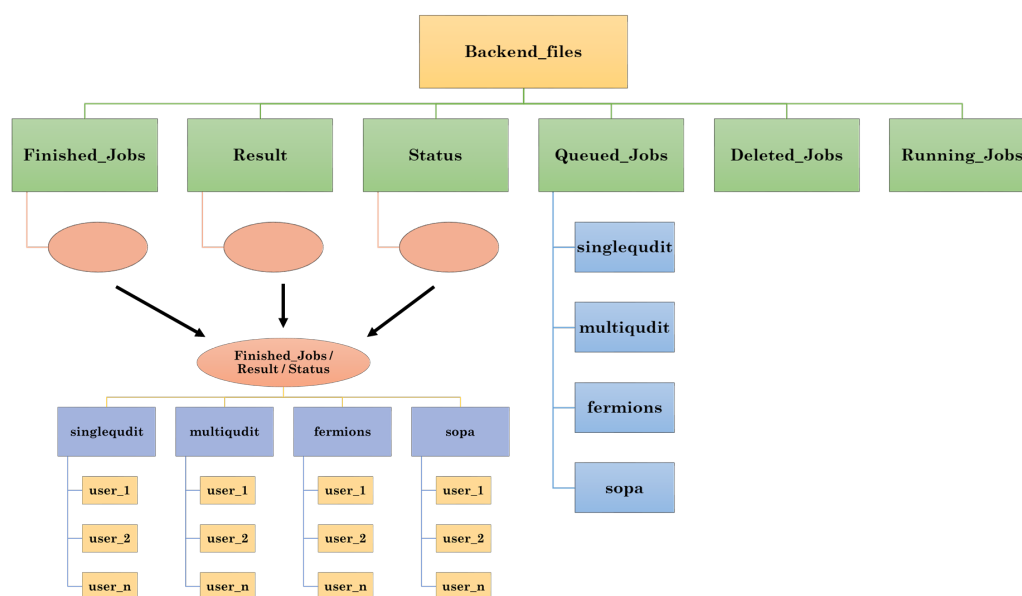 Backend_files
Finished_Jobs
Result
Status
Queued_Jobs
Deleted_Jobs
Running_Jobs
singlequdit
multiqudit
fermions
sopa
Finished_Jobs /
Result / Status
singlequdit
multiqudit
fermions
sopa
user_1
user_1
user_1
user_1
user_2
user_2
user_2
user_2
user_n
user_n
user_n
user_n